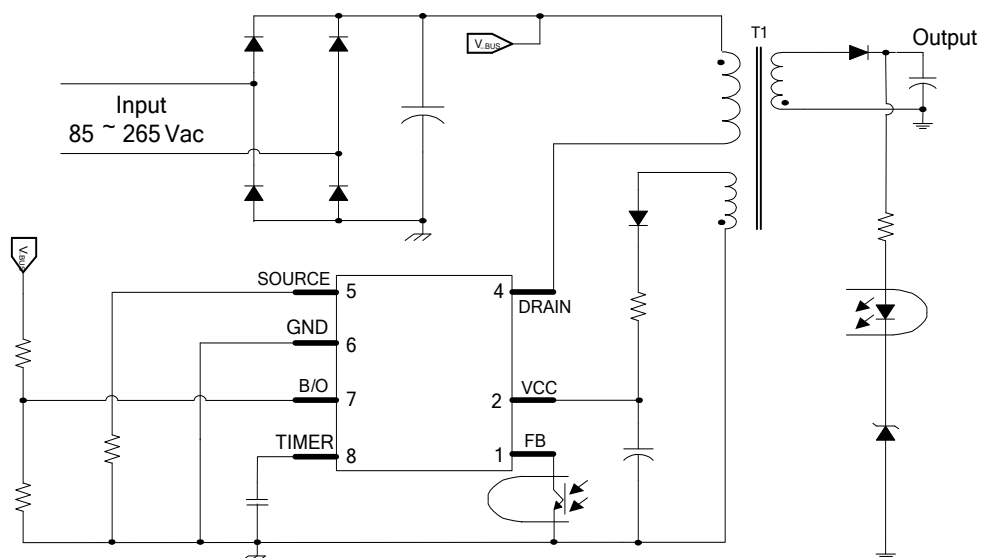 V_BUS
T1
Output
Input
85 ~ 265 Vac
V_BUS
SOURCE
5
4
DRAIN
GND
6
B/O
7
2
VCC
TIMER
8
1
FB